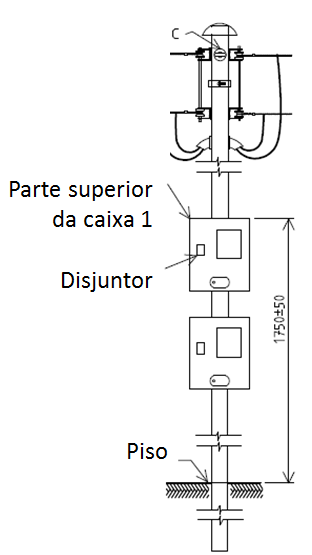 C
Parte superior
da caixa 1
Disjuntor
1750±50
Piso